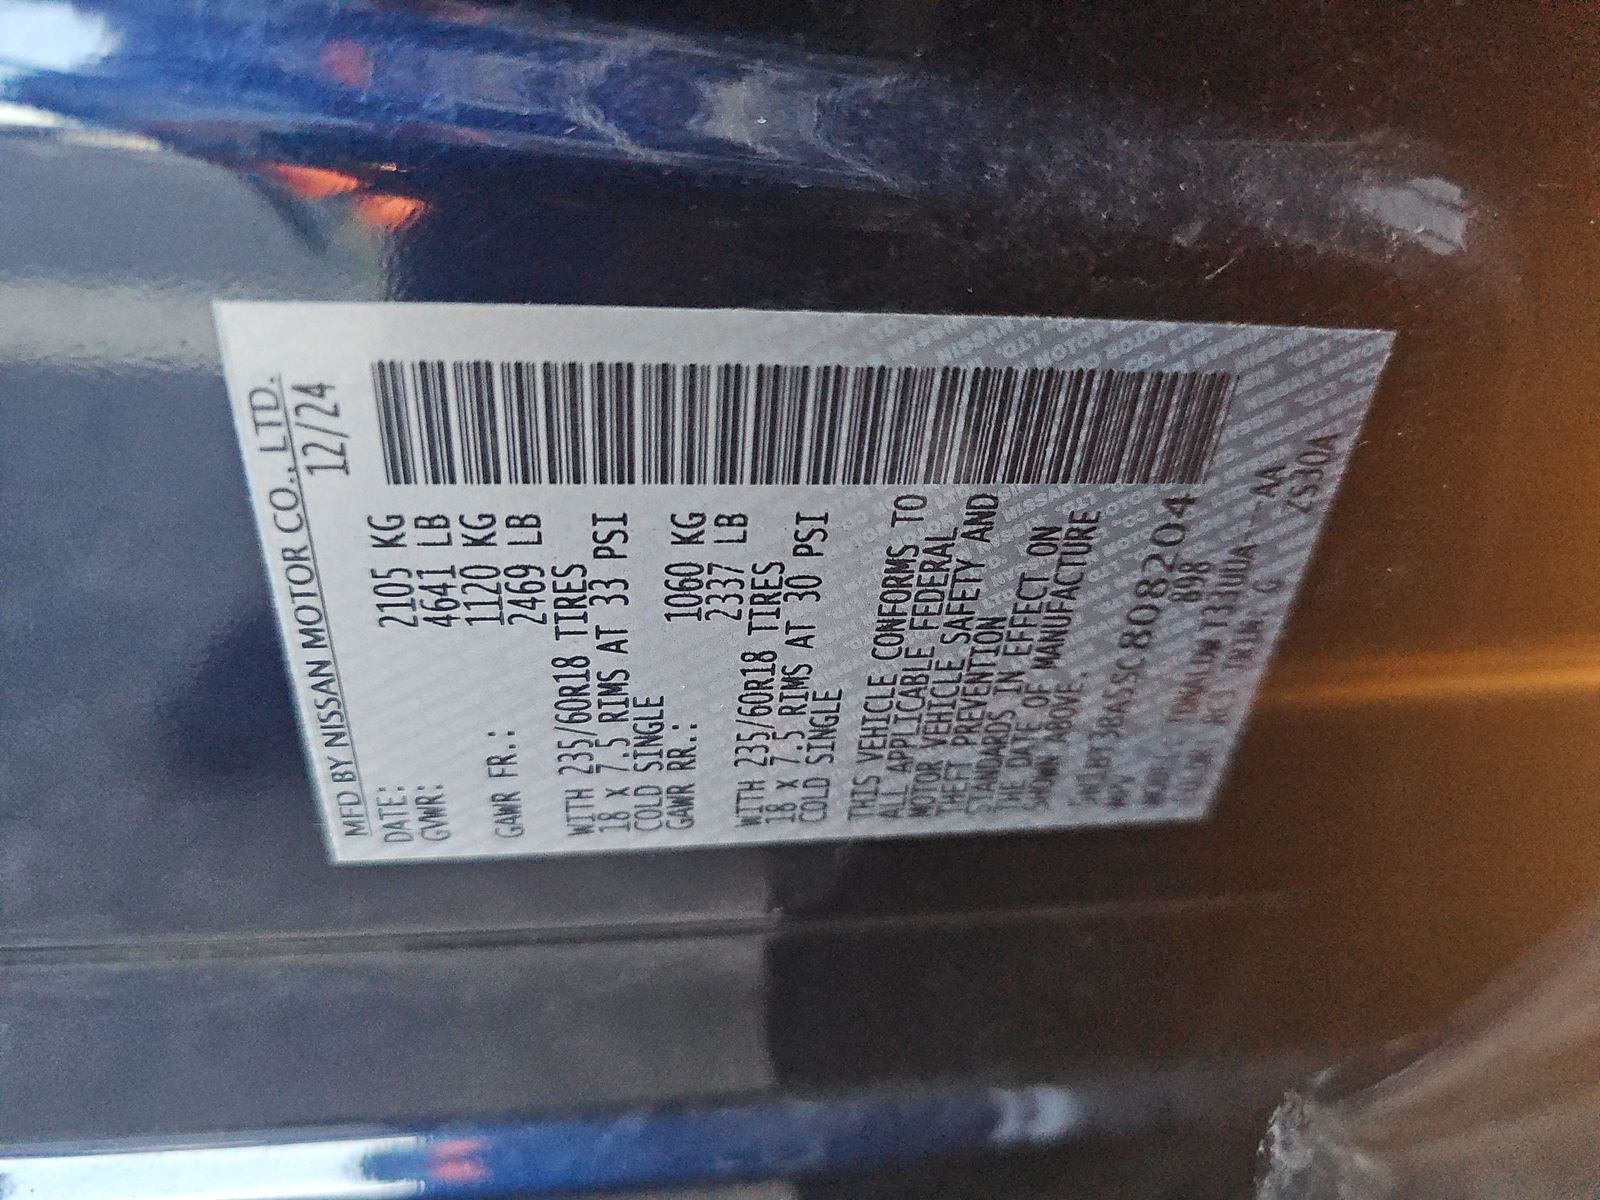 MFD BY NISSAN MOTOR CO., LTD.
DATE: 12/24
GVWR: 2105 KG
4641 LB
GAWR FR.: 1120 KG
2469 LB
WITH 235/60R18 TIRES
18 X 7.5 RIMS AT 33 PSI
COLD SINGLE
GAWR RR.: 1060 KG
2337 LB
WITH 235/60R18 TIRES
18 X 7.5 RIMS AT 30 PSI
COLD SINGLE
THIS VEHICLE CONFORMS TO
ALL APPLICABLE FEDERAL
MOTOR VEHICLE SAFETY AND
THEFT PREVENTION
STANDARDS IN EFFECT ON
THE DATE OF MANUFACTURE
SHOWN ABOVE.
MPV 898
MODEL:
COLOR TRIM: G